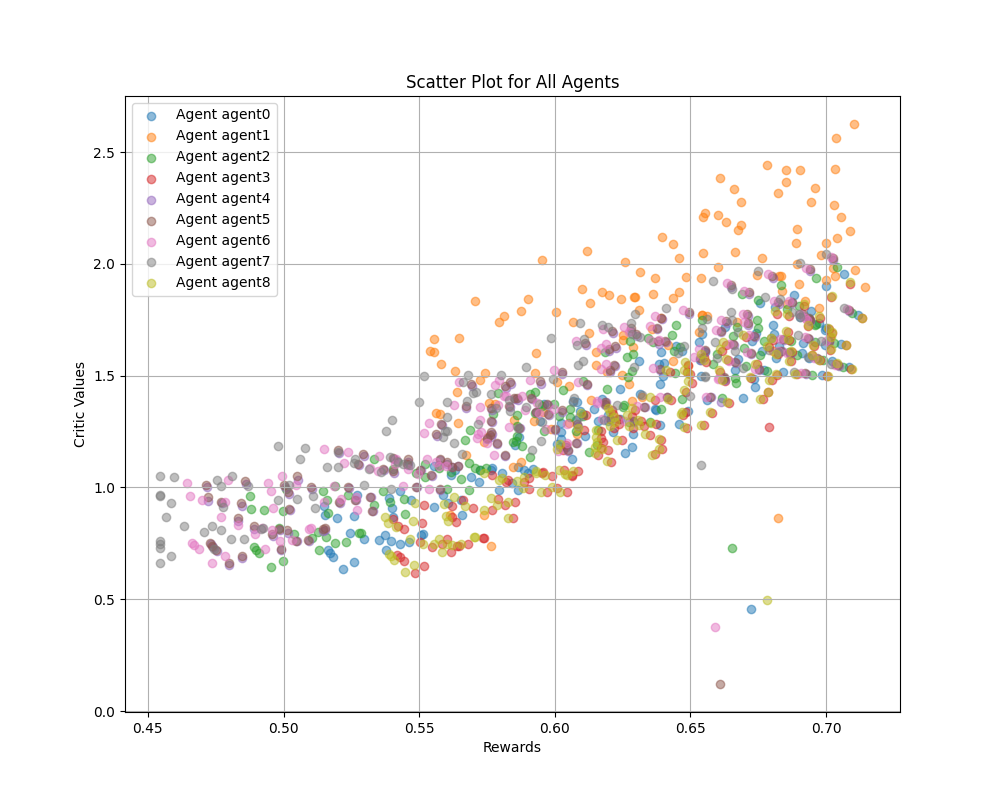 Scatter Plot for All Agents
Agent agent0
Agent agent1
Agent agent2
Agent agent3
Agent agent4
Agent agent5
Agent agent6
Agent agent7
Agent agent8
2.5
2.0
1.5
1.0
0.5
0.0
Critic Values
0.45 0.50 0.55 0.60 0.65 0.70
Rewards